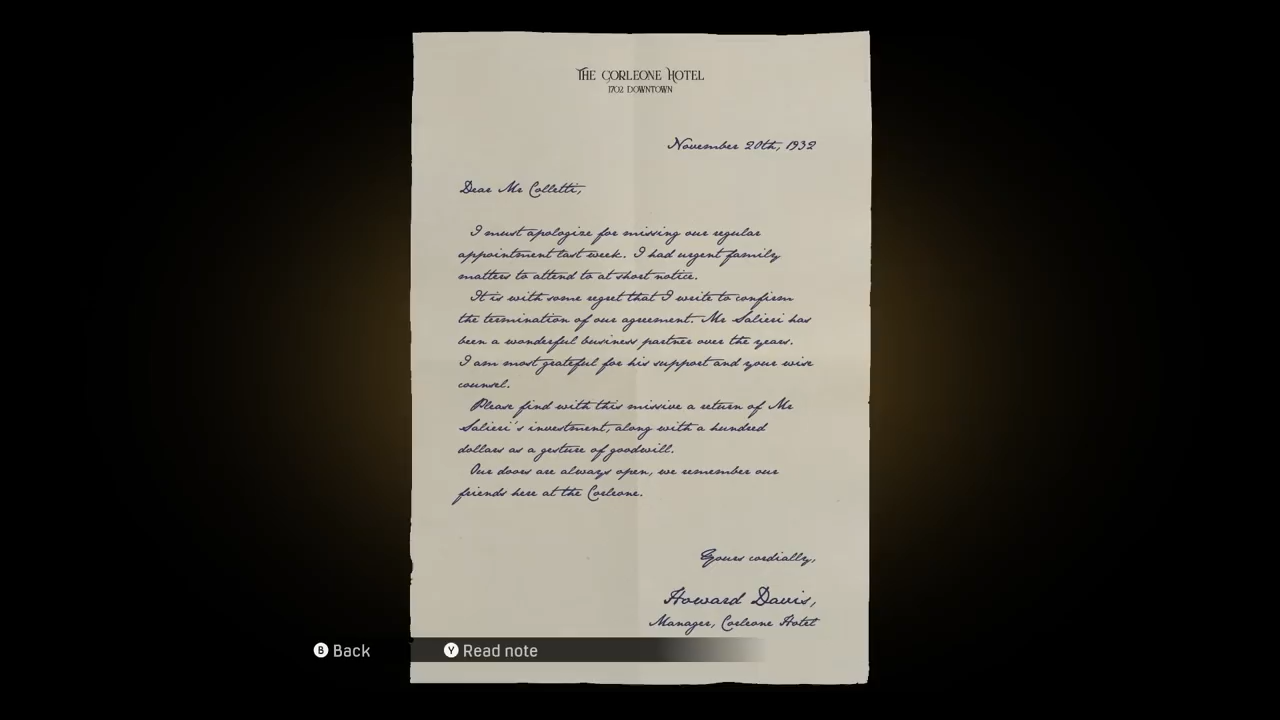 THE CORLEONE HOTEL
1702 DOWNTOWN
November 20th, 1932
Dear Mr Colletti,
I must apologize for missing our regular
appointment last week. I had urgent family
matters to attend to at short notice.
It is with some regret that I write to confirm
the termination of our agreement. Mr Salieri has
been a wonderful business partner over the years.
I am most grateful for his support and your wise
counsel.
Please find with this missive a return of Mr
Salieri's investment, along with a hundred
dollars as a gesture of goodwill.
Our doors are always open, we remember our
friends here at the Corleone.
Yours cordially,
Howard Davis,
Manager, Corleone Hotel
B Back Y Read note